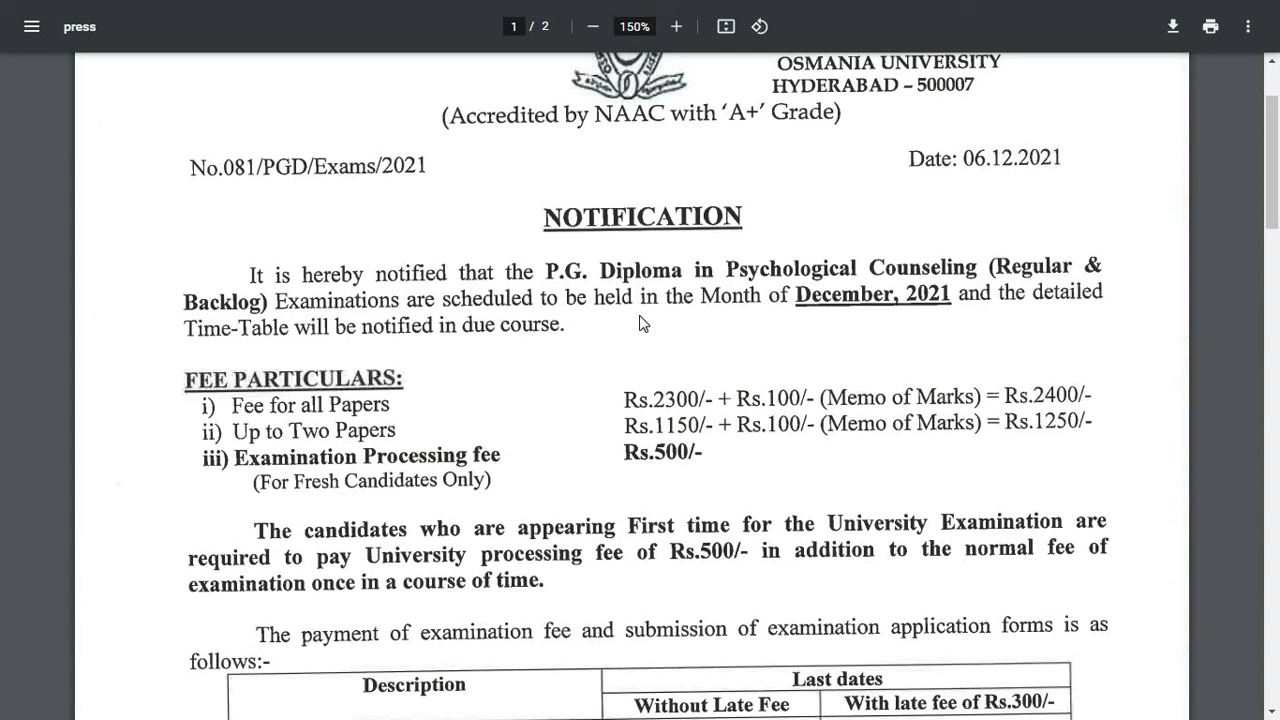 press
1 / 2
150%
OSMANIA UNIVERSITY
HYDERABAD – 500007
(Accredited by NAAC with ‘A+’ Grade)
No.081/PGD/Exams/2021
Date: 06.12.2021
NOTIFICATION
It is hereby notified that the P.G. Diploma in Psychological Counseling (Regular &
Backlog) Examinations are scheduled to be held in the Month of December, 2021 and the detailed
Time-Table will be notified in due course.
FEE PARTICULARS:
i) Fee for all Papers Rs.2300/- + Rs.100/- (Memo of Marks) = Rs.2400/-
ii) Up to Two Papers Rs.1150/- + Rs.100/- (Memo of Marks) = Rs.1250/-
iii) Examination Processing fee Rs.500/-
(For Fresh Candidates Only)
The candidates who are appearing First time for the University Examination are
required to pay University processing fee of Rs.500/- in addition to the normal fee of
examination once in a course of time.
The payment of examination fee and submission of examination application forms is as
follows:-
Description
Last dates
Without Late Fee
With late fee of Rs.300/-